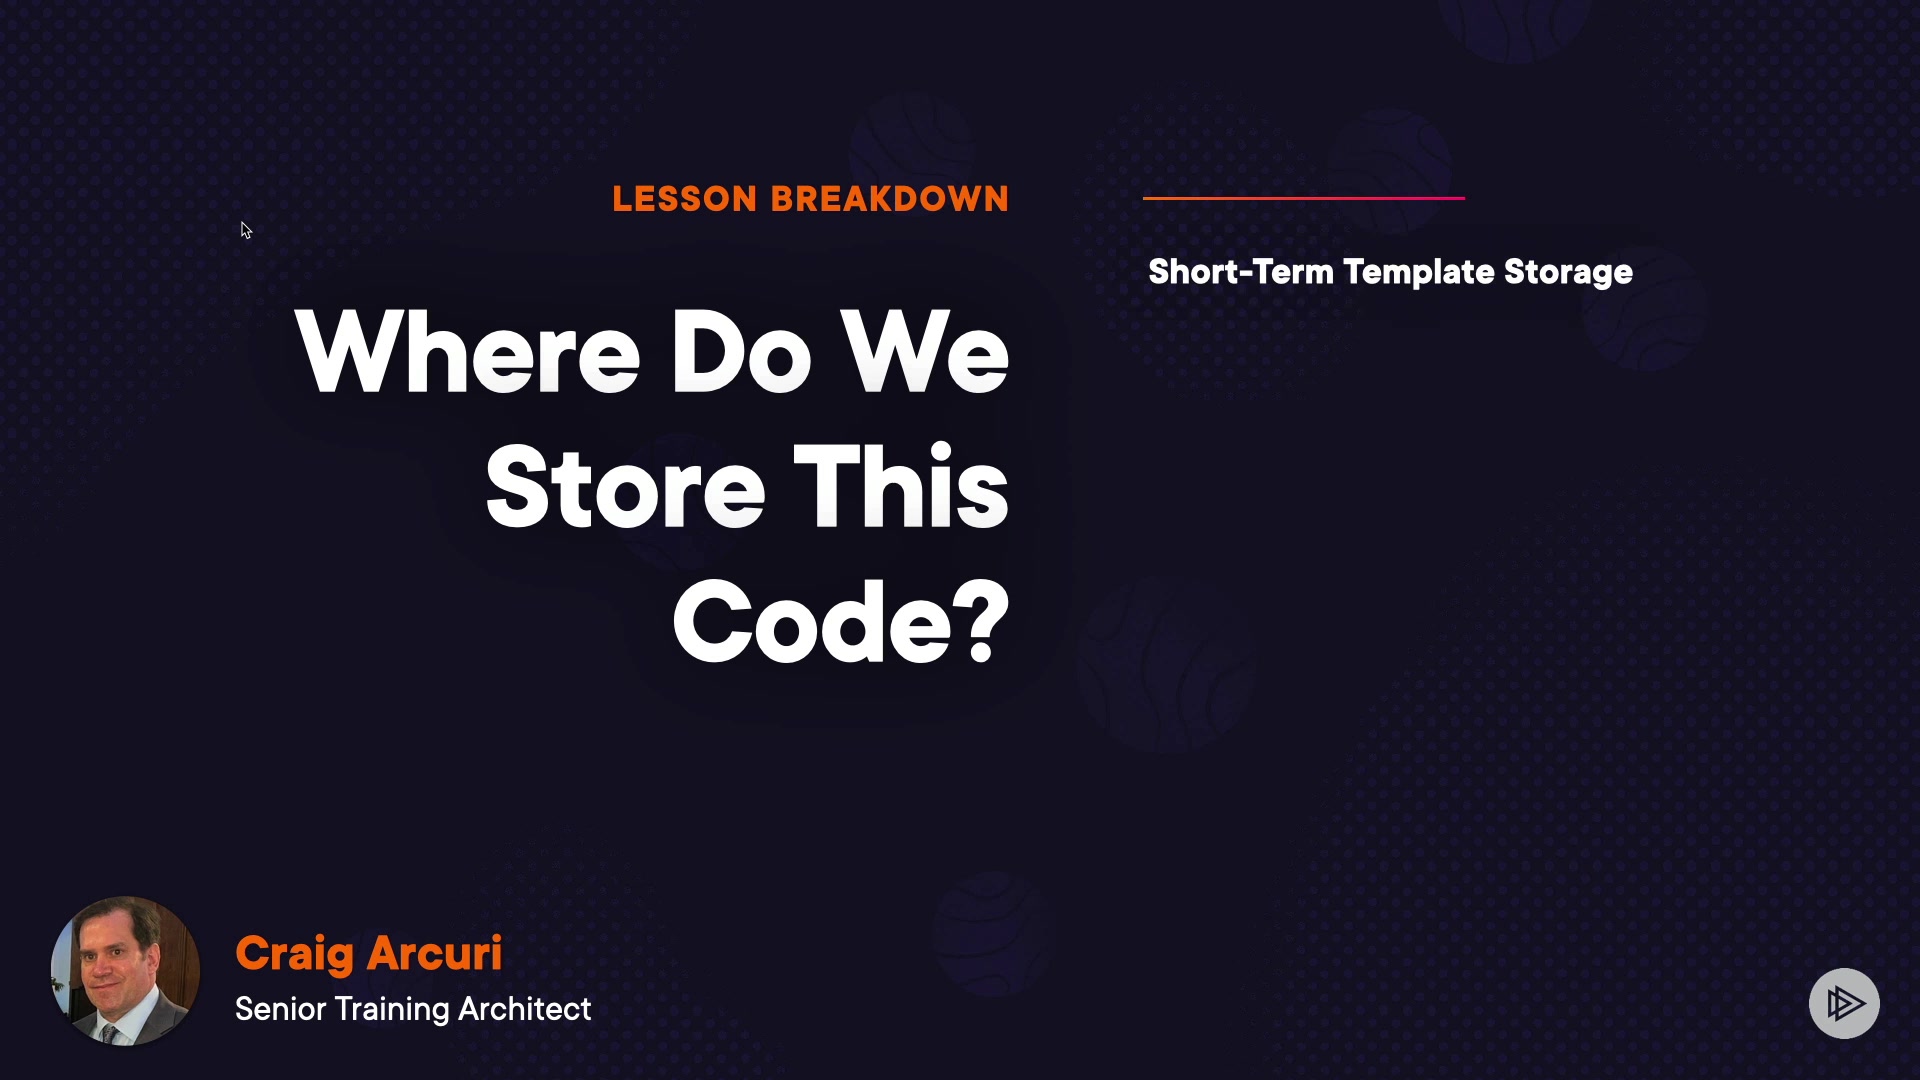 LESSON BREAKDOWN
Where Do We
Store This
Code?
Short-Term Template Storage
Craig Arcuri
Senior Training Architect